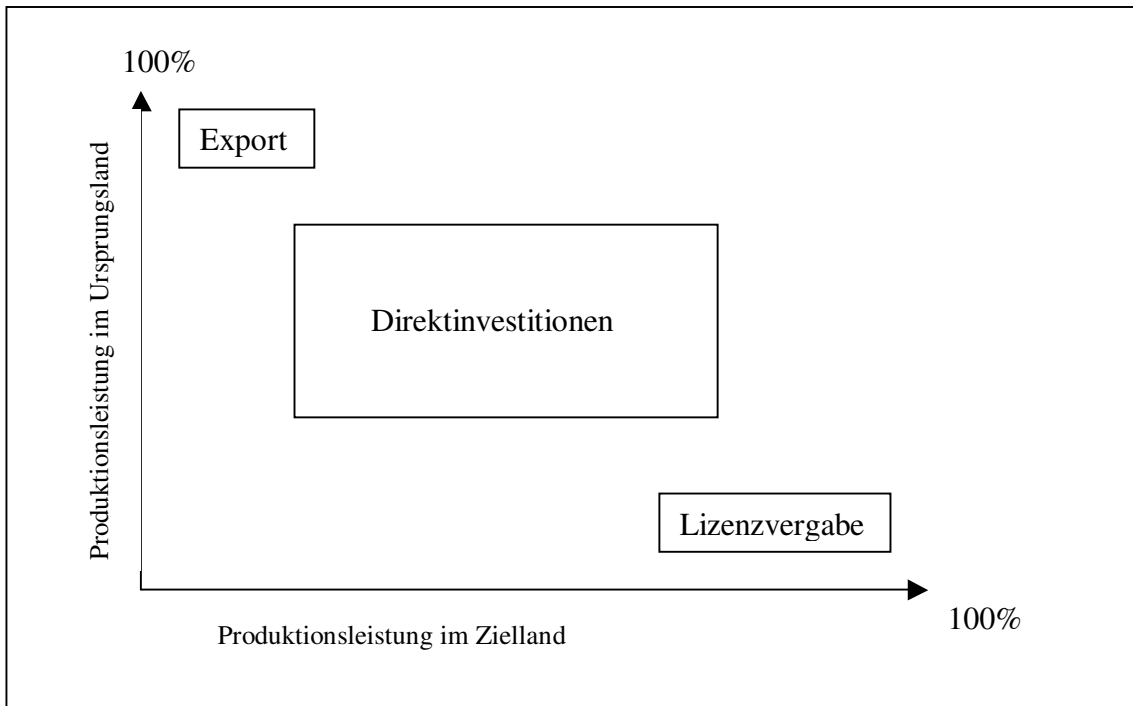 100%
Export
Produktionsleistung im Ursprungsland
Direktinvestitionen
Lizenzvergabe
100%
Produktionsleistung im Zielland